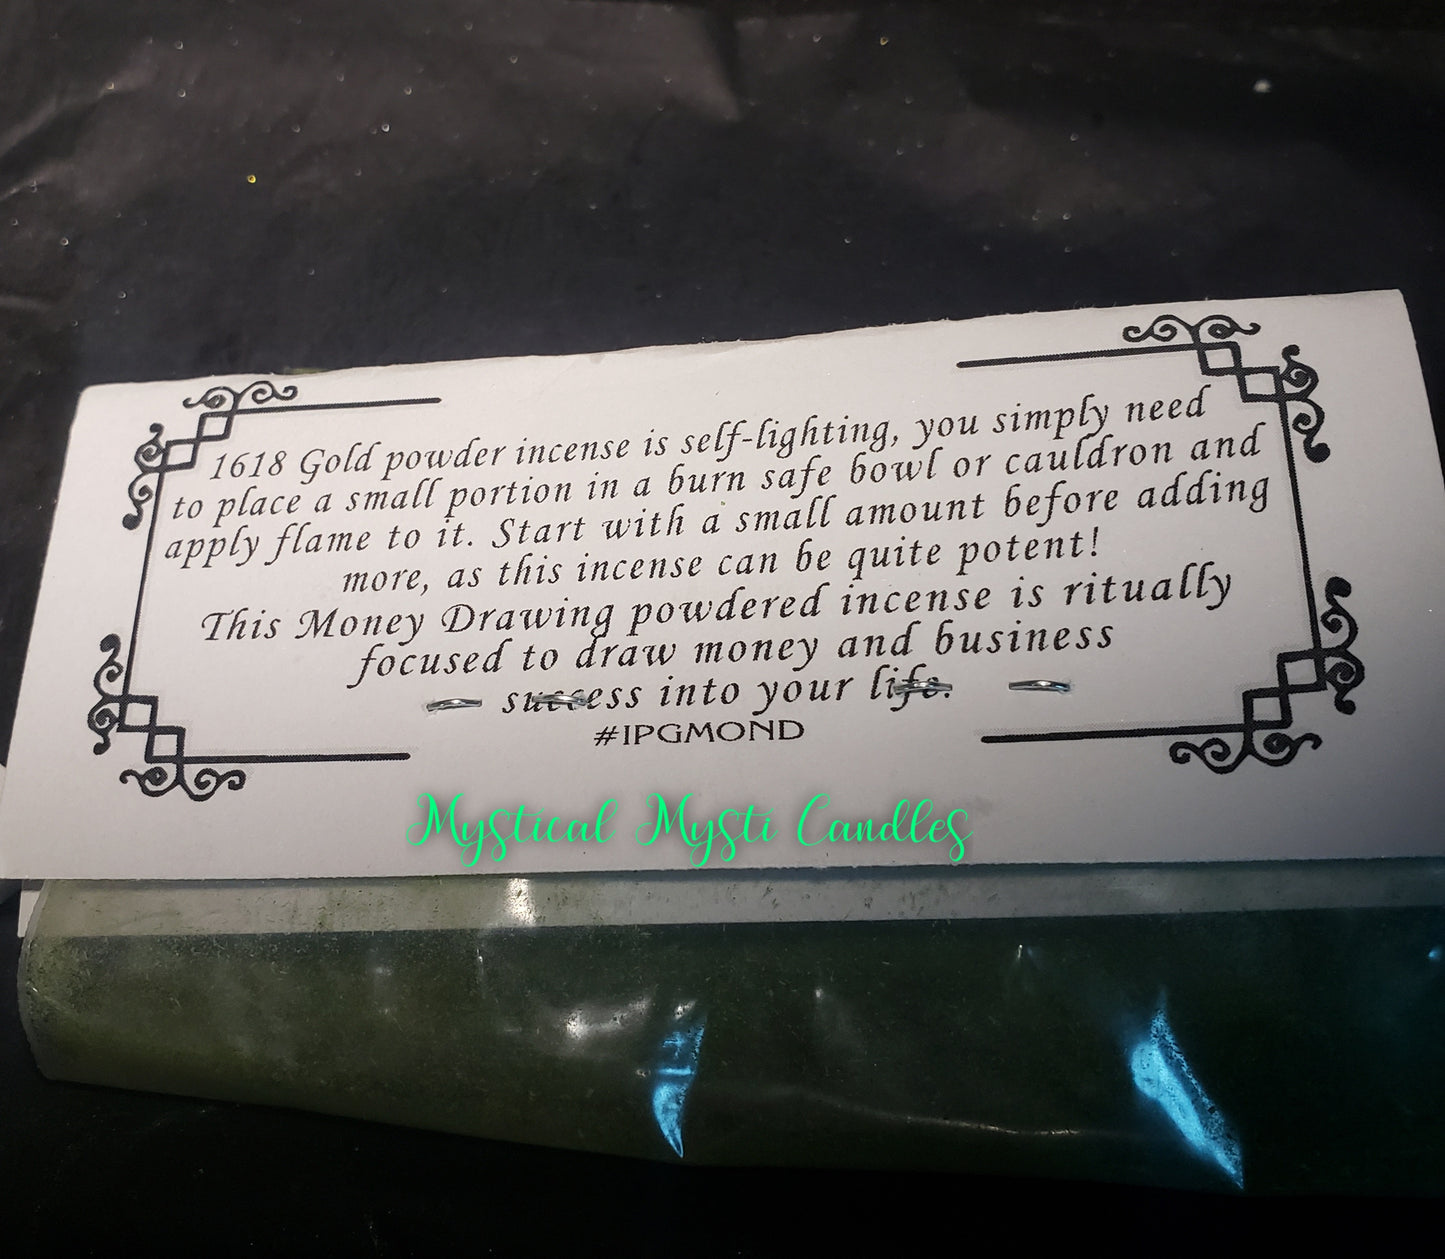 1618 Gold powder incense is self-lighting, you simply need
to place a small portion in a burn safe bowl or cauldron and
apply flame to it. Start with a small amount before adding
more, as this incense can be quite potent!
This Money Drawing powdered incense is ritually
focused to draw money and business
success into your life.
#IPGMOND
Mystical Mysti Candles